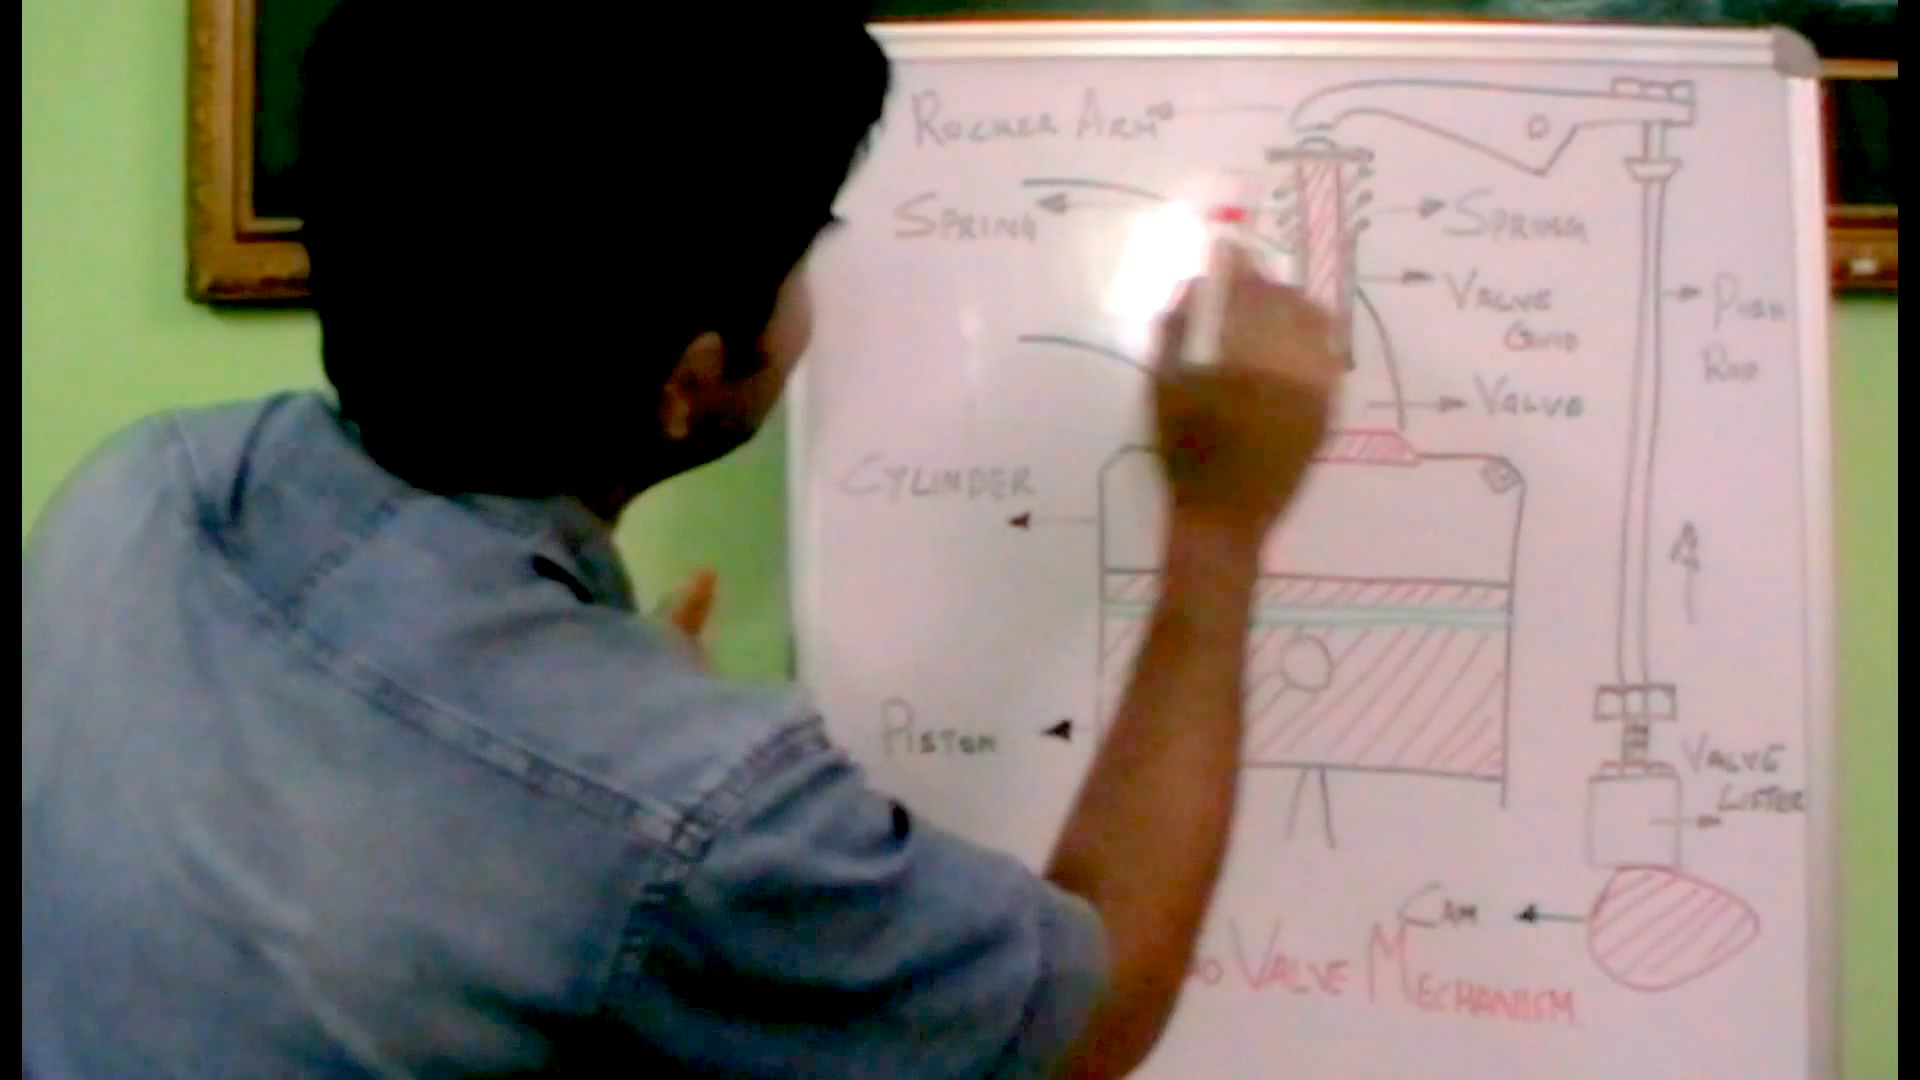 ROCKER ARM
SPRING
SPRING
VALVE
GUID
PUSH
ROD
VALVE
CYLINDER
PISTON
VALVE
LIFTER
CAM
VALVE MECHANISM